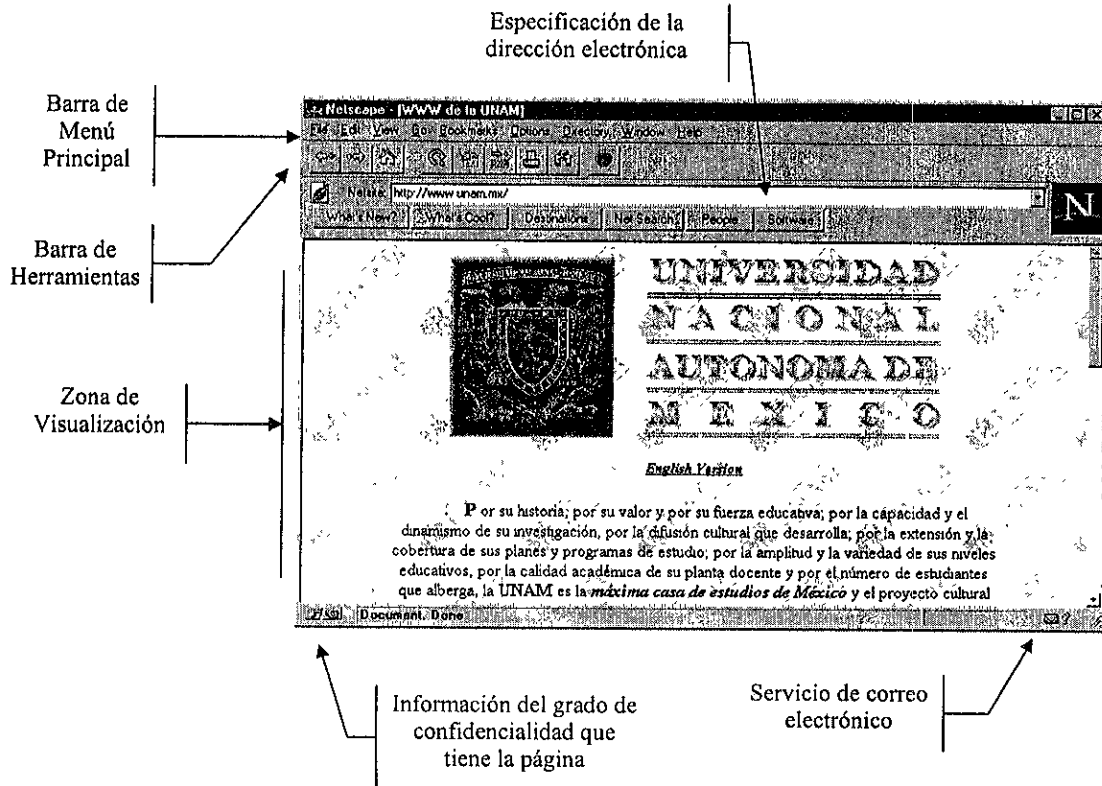 Especificación de la
dirección electrónica
Barra de
Menú
Principal
Netscape - [WWW de la UNAM]
File Edit View Go Bookmarks Options Directory Window Help
Barra de
Herramientas
http://www.unam.mx/
N
What's New? What's Cool? Destinations Net Search People Software
UNIVERSIDAD
NACIONAL
AUTONOMA DE
MEXICO
Zona de
Visualización
English Version
Por su historia; por su valor y por su fuerza educativa; por la capacidad y el
dinamismo de su investigación, por la difusión cultural que desarrolla; por la extensión y la
cobertura de sus planes y programas de estudio; por la amplitud y la variedad de sus niveles
educativos, por la calidad académica de su planta docente y por el número de estudiantes
que alberga, la UNAM es la máxima casa de estudios de México y el proyecto cultural
Document: Done
Información del grado de
confidencialidad que
tiene la página
Servicio de correo
electrónico